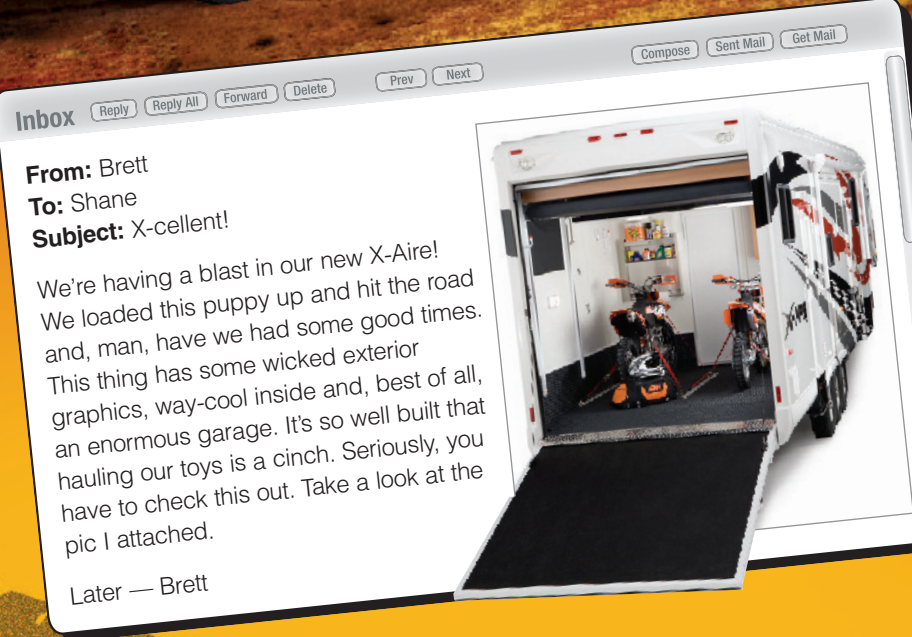 Inbox Reply Reply All Forward Delete Prev Next Compose Sent Mail Get Mail
From: Brett
To: Shane
Subject: X-cellent!
We're having a blast in our new X-Aire!
We loaded this puppy up and hit the road
and, man, have we had some good times.
This thing has some wicked exterior
graphics, way-cool inside and, best of all,
an enormous garage. It's so well built that
hauling our toys is a cinch. Seriously, you
have to check this out. Take a look at the
pic I attached.
Later — Brett